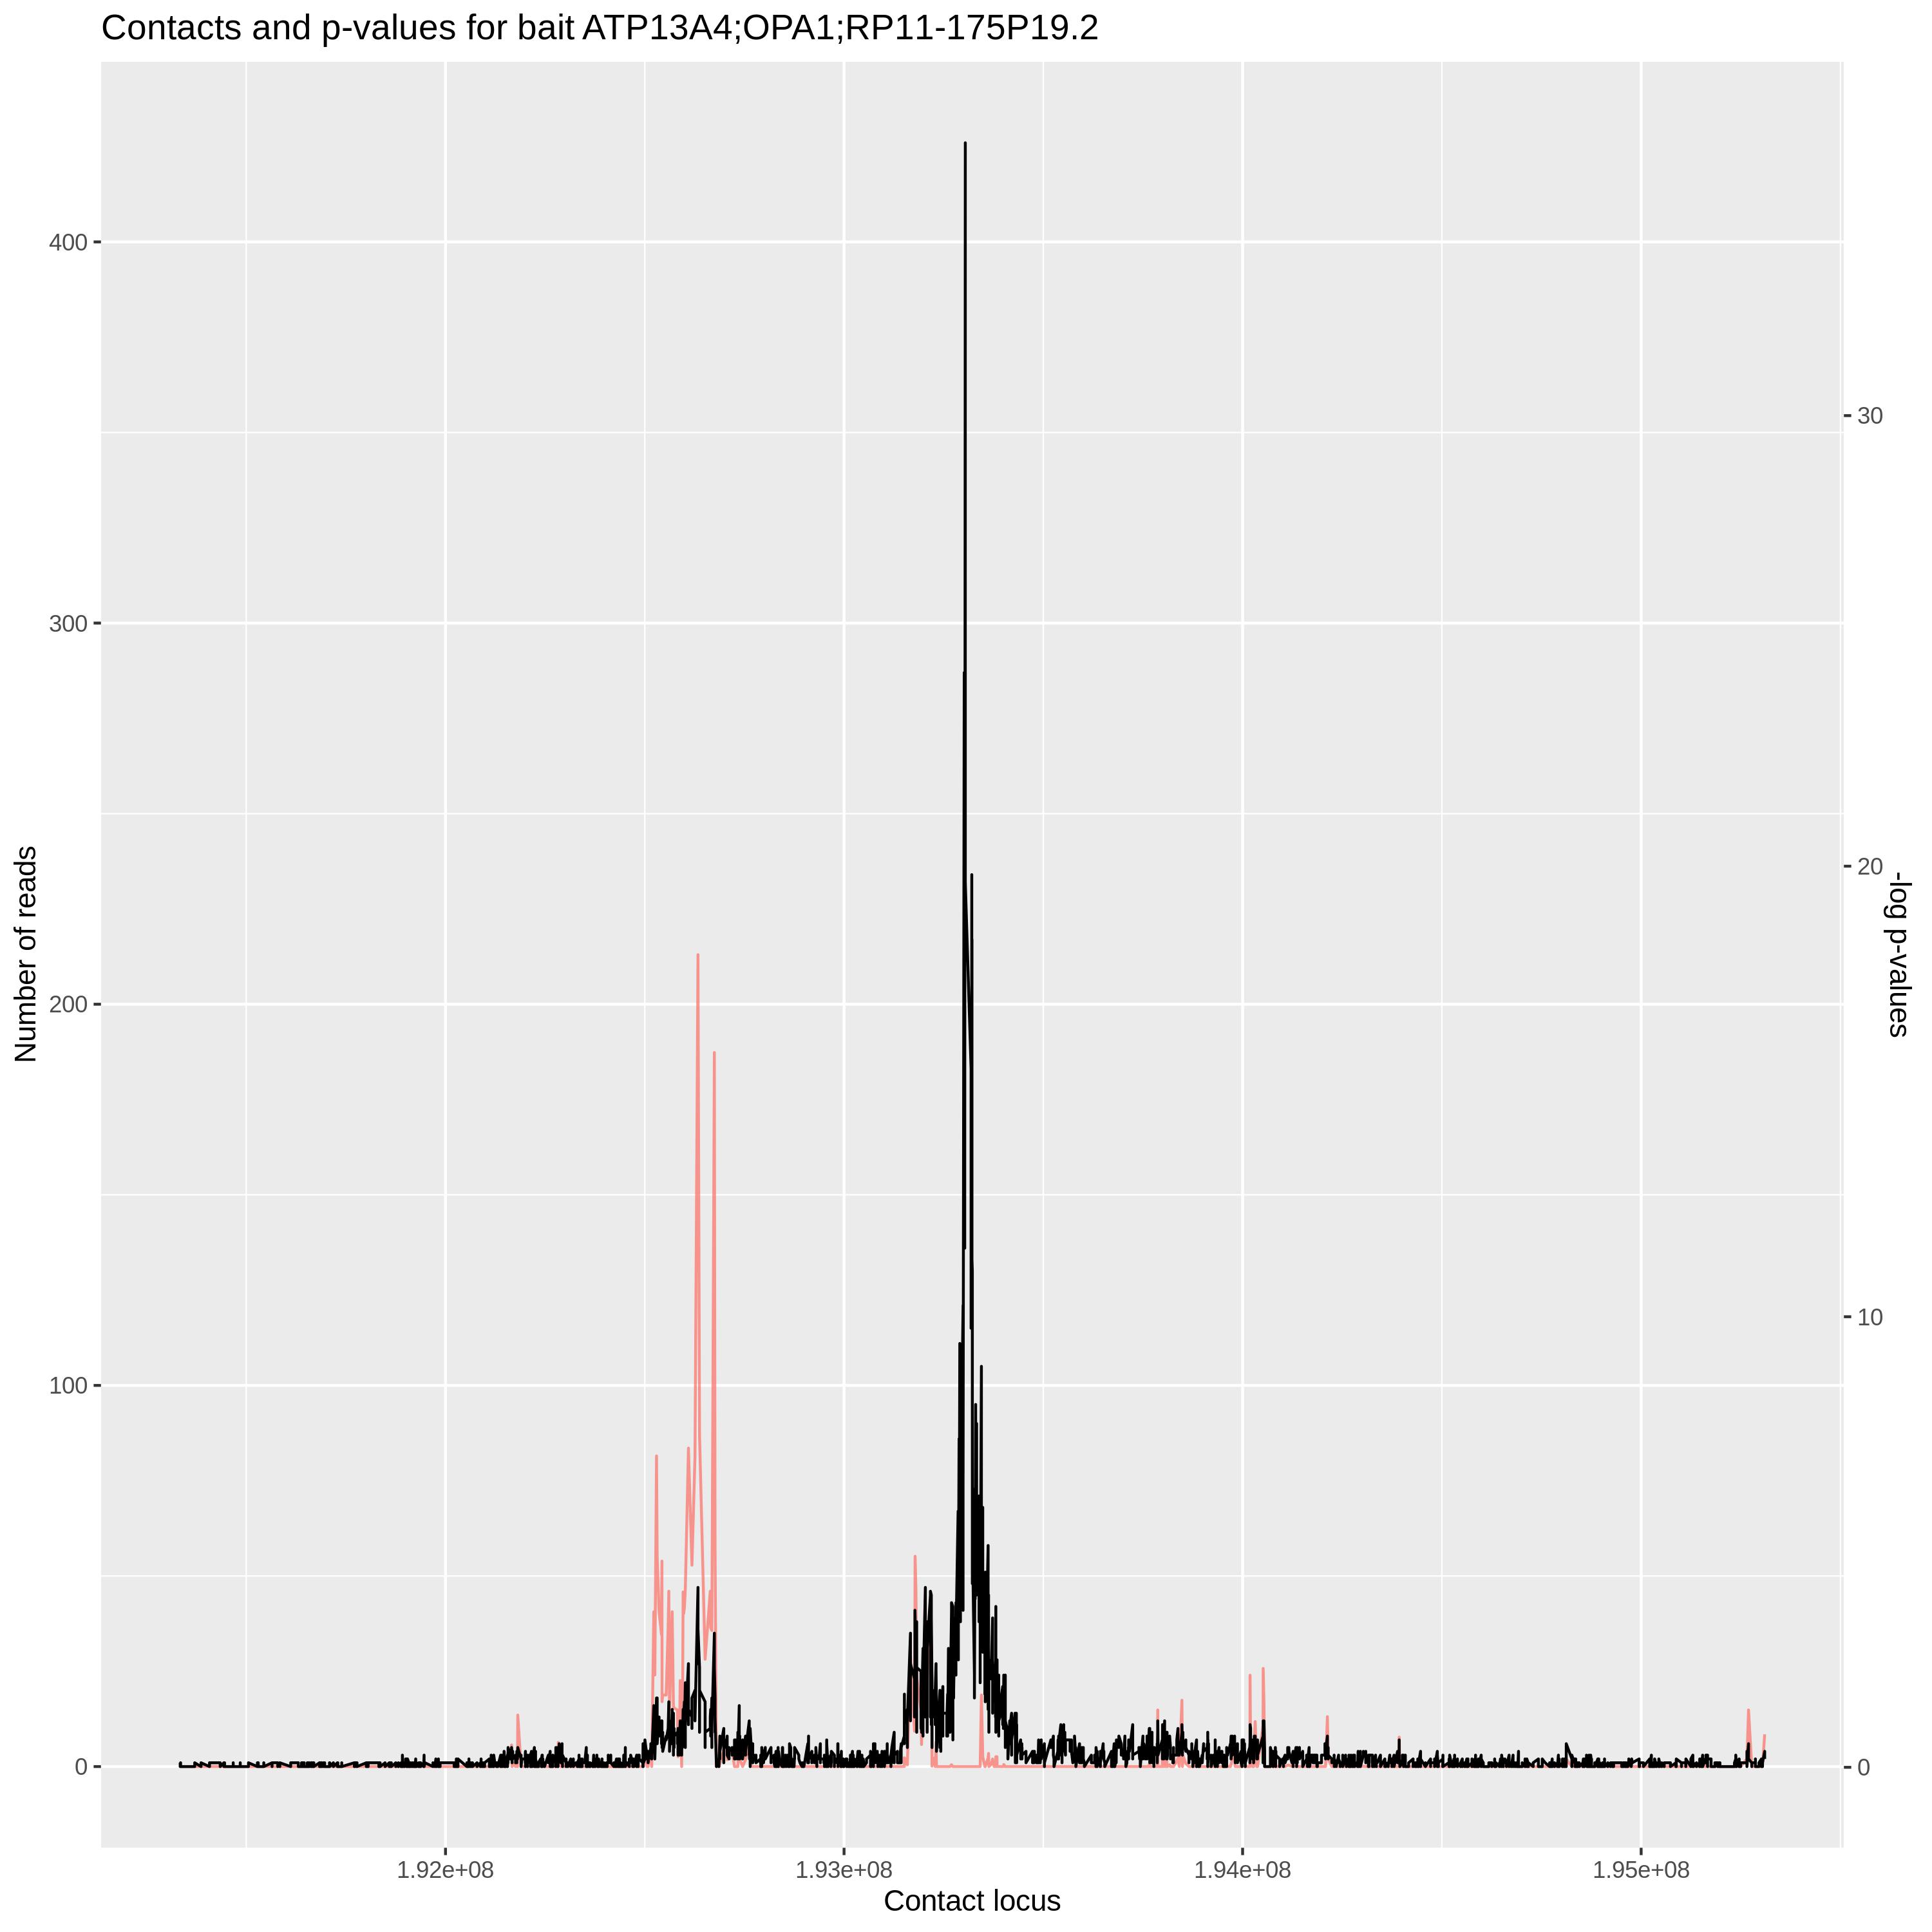 Contacts and p-values for bait ATP13A4;OPA1;RP11-175P19.2
400
300
200
100
0
Number of reads
30
20
10
0
-log p-values
1.92e+08
1.93e+08
1.94e+08
1.95e+08
Contact locus